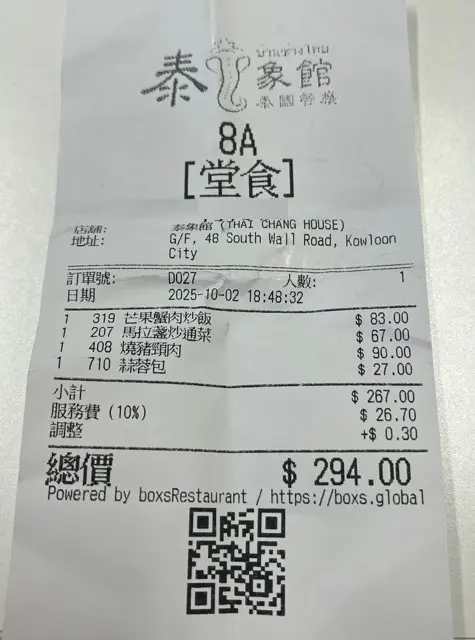 泰象館
บ้านช้างไทย
8A
[堂食]
店舖: 泰象館 (THAI CHANG HOUSE)
地址: G/F, 48 South Wall Road, Kowloon City
訂單號: D027 人數: 1
日期 2025-10-02 18:48:32
1 319 芒果蟹肉炒飯 $ 83.00
1 207 馬拉盞炒通菜 $ 67.00
1 408 燒豬頸肉 $ 90.00
1 710 蒜蓉包 $ 27.00
小計 $ 267.00
服務費 (10%) $ 26.70
調整 +$ 0.30
總價 $ 294.00
Powered by boxsRestaurant / https://boxs.global